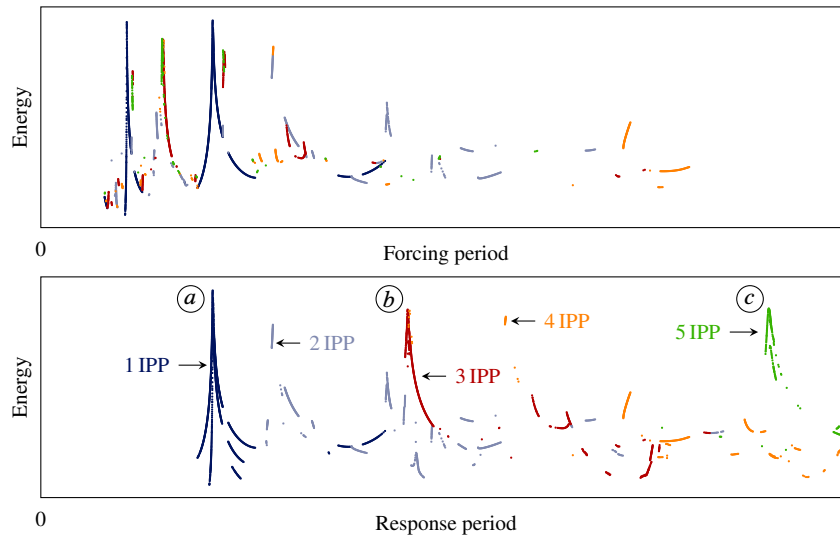 Energy
0
Forcing period
a
b
c
1 IPP
2 IPP
3 IPP
4 IPP
5 IPP
Energy
0
Response period